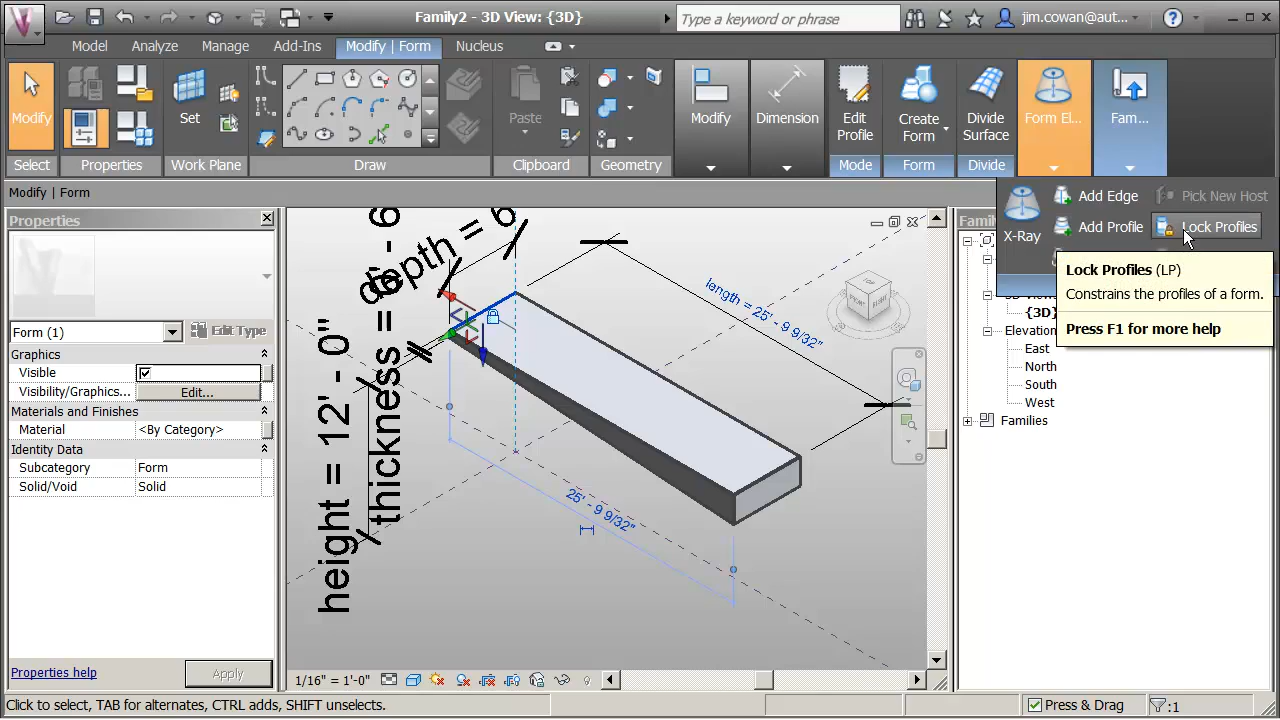 Family2 - 3D View: {3D}
Type a keyword or phrase
jim.cowan@aut...
Model
Analyze
Manage
Add-Ins
Modify | Form
Nucleus
Modify
Set
Paste
Modify
Dimension
Edit
Profile
Create
Form
Divide
Surface
Form El...
Fam...
Select
Properties
Work Plane
Draw
Clipboard
Geometry
Mode
Form
Divide
Modify | Form
X-Ray
Add Edge
Pick New Host
Add Profile
Lock Profiles
Lock Profiles (LP)
Constrains the profiles of a form.
Press F1 for more help
Properties
Form (1)
Edit Type
Graphics
Visible
Visibility/Graphics...
Edit...
Materials and Finishes
Material
<By Category>
Identity Data
Subcategory
Form
Solid/Void
Solid
Properties help
Apply
depth = 6
thickness = 6' - 6
height = 12' - 0"
length = 25' - 9 9/32"
25' - 9 9/32"
FRONT
{3D}
Elevation
East
North
South
West
Families
1/16" = 1'-0"
Click to select, TAB for alternates, CTRL adds, SHIFT unselects.
Press & Drag
:1